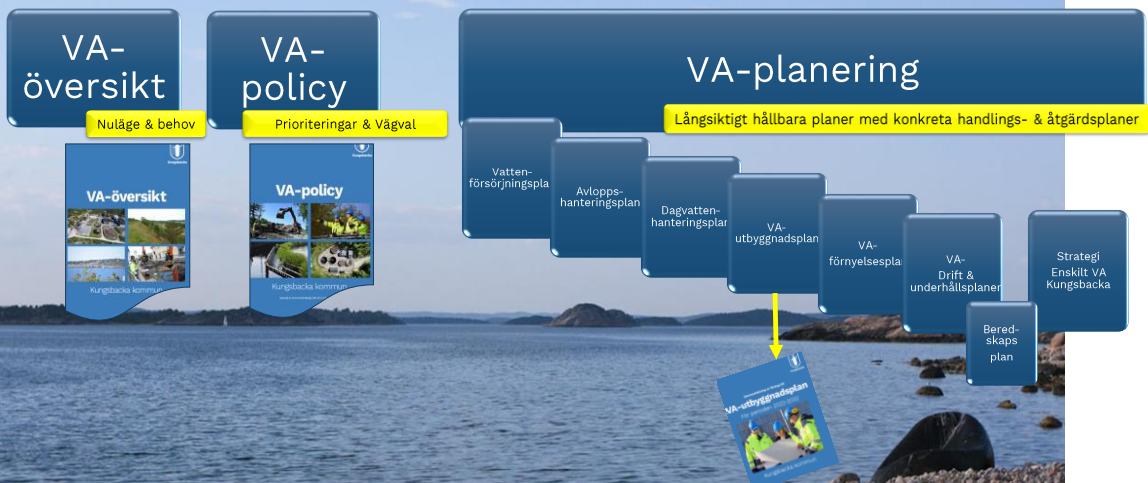 VA-
översikt
Nuläge & behov
VA-
policy
Prioriteringar & Vägval
VA-planering
Långsiktigt hållbara planer med konkreta handlings- & åtgärdsplaner
Kungsbacka
VA-översikt
Kungsbacka kommun
Kungsbacka
VA-policy
Kungsbacka kommun
Vatten-
försörjningspla
Avlopps-
hanteringsplan
Dagvatten-
hanteringsplan
VA-
utbyggnadsplan
VA-
förnyelsesplan
VA-
Drift &
underhållsplaner
Bered-
skaps
plan
Strategi
Enskilt VA
Kungsbacka
VA-utbyggnadsplan
Kungsbacka kommun